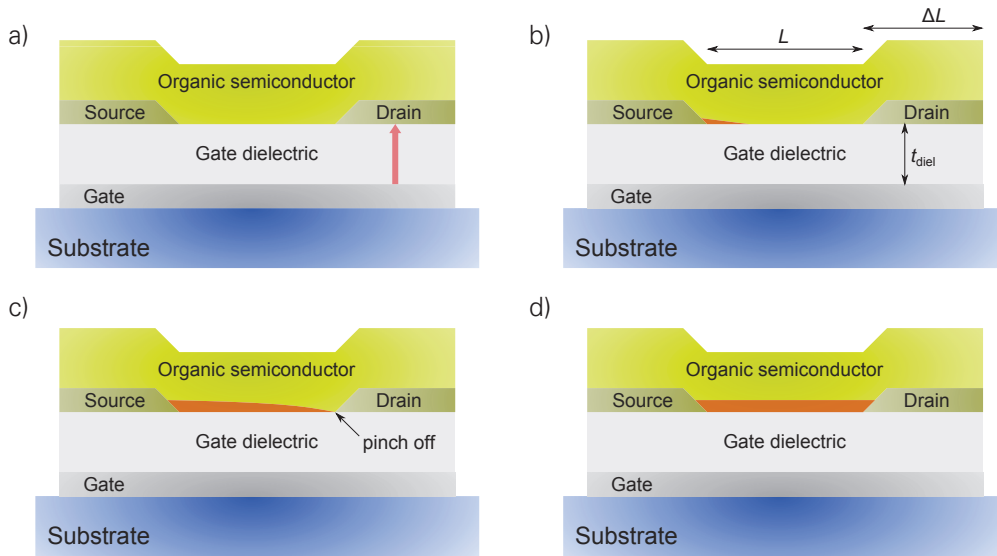 a)
Organic semiconductor
Source
Drain
Gate dielectric
Gate
Substrate
b)
L
ΔL
Organic semiconductor
Source
Drain
Gate dielectric
t_diel
Gate
Substrate
c)
Organic semiconductor
Source
Drain
Gate dielectric
pinch off
Gate
Substrate
d)
Organic semiconductor
Source
Drain
Gate dielectric
Gate
Substrate